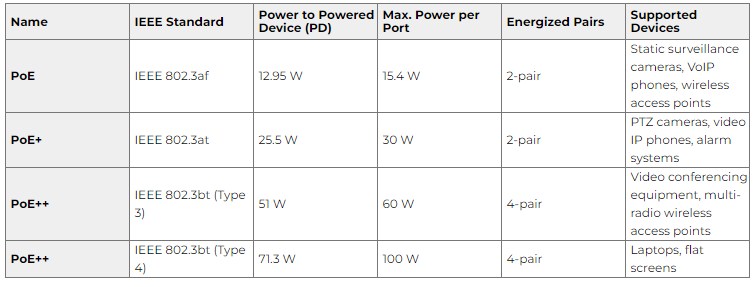 Name IEEE Standard Power to Powered Device (PD) Max. Power per Port Energized Pairs Supported Devices
PoE IEEE 802.3af 12.95 W 15.4 W 2-pair Static surveillance cameras, VoIP phones, wireless access points
PoE+ IEEE 802.3at 25.5 W 30 W 2-pair PTZ cameras, video IP phones, alarm systems
PoE++ IEEE 802.3bt (Type 3) 51 W 60 W 4-pair Video conferencing equipment, multi-radio wireless access points
PoE++ IEEE 802.3bt (Type 4) 71.3 W 100 W 4-pair Laptops, flat screens